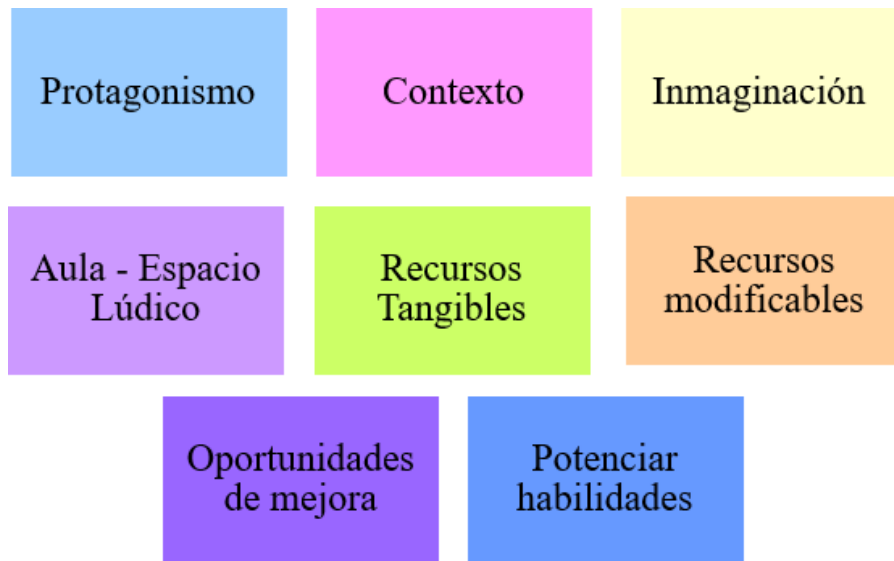 Protagonismo
Contexto
Inmaginación
Aula - Espacio
Lúdico
Recursos
Tangibles
Recursos
modificables
Oportunidades
de mejora
Potenciar
habilidades